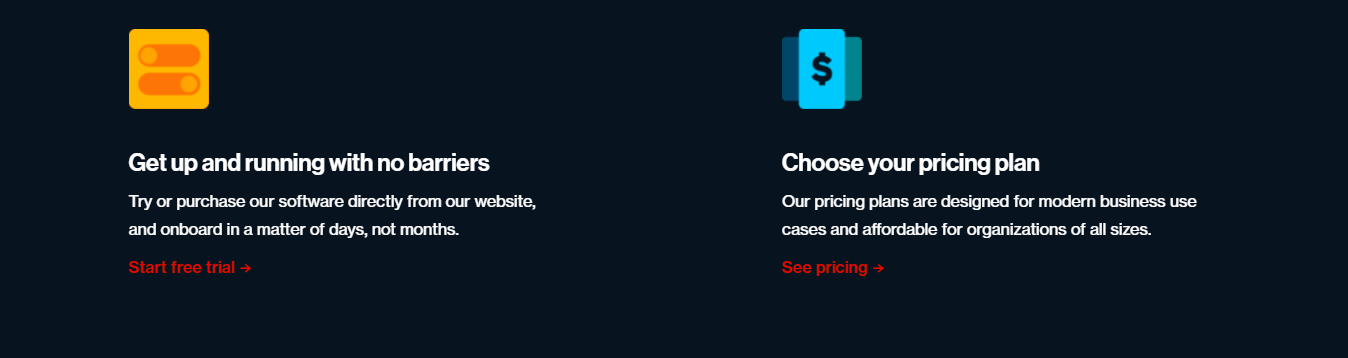 $
Get up and running with no barriers
Try or purchase our software directly from our website,
and onboard in a matter of days, not months.
Start free trial →
Choose your pricing plan
Our pricing plans are designed for modern business use
cases and affordable for organizations of all sizes.
See pricing →